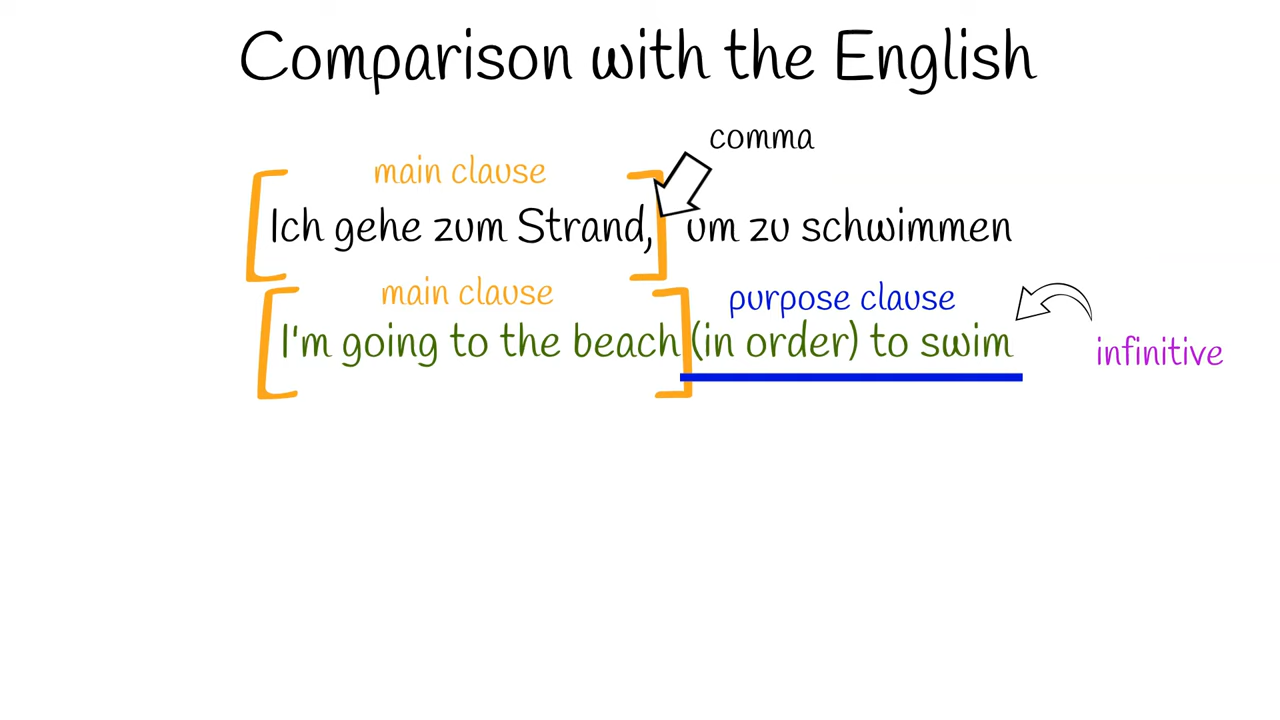 Comparison with the English
comma
main clause
Ich gehe zum Strand, um zu schwimmen
main clause
purpose clause
I'm going to the beach (in order) to swim
infinitive